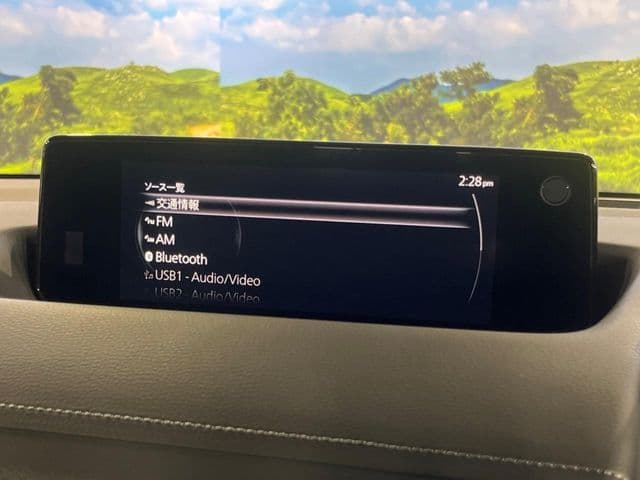 ソース一覧
2:28pm
交通情報
FM
AM
Bluetooth
USB1 - Audio/Video
USB2 - Audio/Video